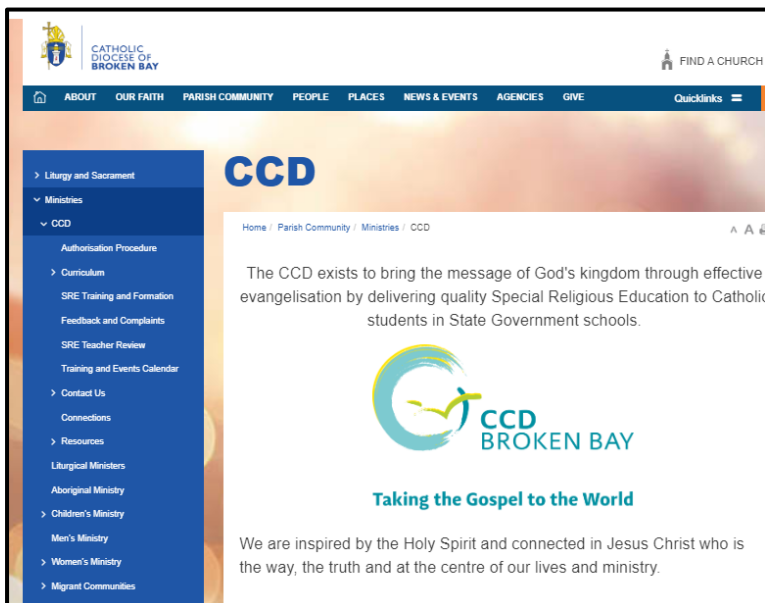 CATHOLIC
DIOCESE OF
BROKEN BAY
FIND A CHURCH
ABOUT OUR FAITH PARISH COMMUNITY PEOPLE PLACES NEWS & EVENTS AGENCIES GIVE Quicklinks
Liturgy and Sacrament
Ministries
CCD
Authorisation Procedure
Curriculum
SRE Training and Formation
Feedback and Complaints
SRE Teacher Review
Training and Events Calendar
Contact Us
Connections
Resources
Liturgical Ministers
Aboriginal Ministry
Children's Ministry
Men's Ministry
Women's Ministry
Migrant Communities
CCD
Home / Parish Community / Ministries / CCD
A A
The CCD exists to bring the message of God's kingdom through effective
evangelisation by delivering quality Special Religious Education to Catholic
students in State Government schools.
CCD
BROKEN BAY
Taking the Gospel to the World
We are inspired by the Holy Spirit and connected in Jesus Christ who is
the way, the truth and at the centre of our lives and ministry.